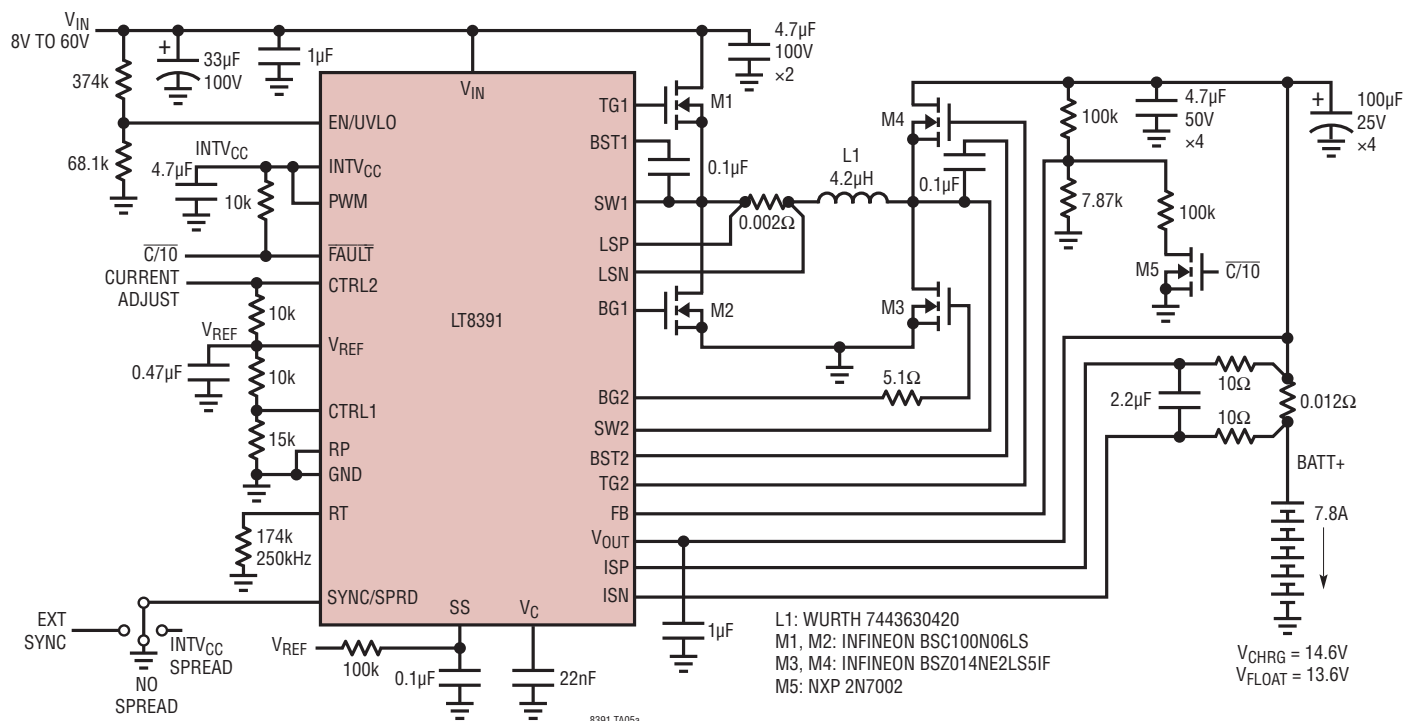 VIN
8V TO 60V
374k
+
33µF
100V
1µF
4.7µF
100V
×2
68.1k
4.7µF
INTVCC
10k
C/10
CURRENT
ADJUST
10k
VREF
0.47µF
10k
15k
174k
250kHz
EXT
SYNC
INTVCC
SPREAD
NO
SPREAD
VREF
100k
0.1µF
22nF
LT8391
VIN
EN/UVLO
INTVCC
PWM
FAULT
CTRL2
VREF
CTRL1
RP
GND
RT
SYNC/SPRD
SS
VC
TG1
BST1
SW1
LSP
LSN
BG1
BG2
SW2
BST2
TG2
FB
VOUT
ISP
ISN
M1
0.1µF
0.002Ω
L1
4.2µH
M2
M4
0.1µF
M3
5.1Ω
100k
4.7µF
50V
×4
+
100µF
25V
×4
7.87k
100k
M5
C/10
2.2µF
10Ω
10Ω
0.012Ω
BATT+
7.8A
1µF
VCHRG = 14.6V
VFLOAT = 13.6V
L1: WURTH 7443630420
M1, M2: INFINEON BSC100N06LS
M3, M4: INFINEON BSZ014NE2LS5IF
M5: NXP 2N7002
8391 TA05a